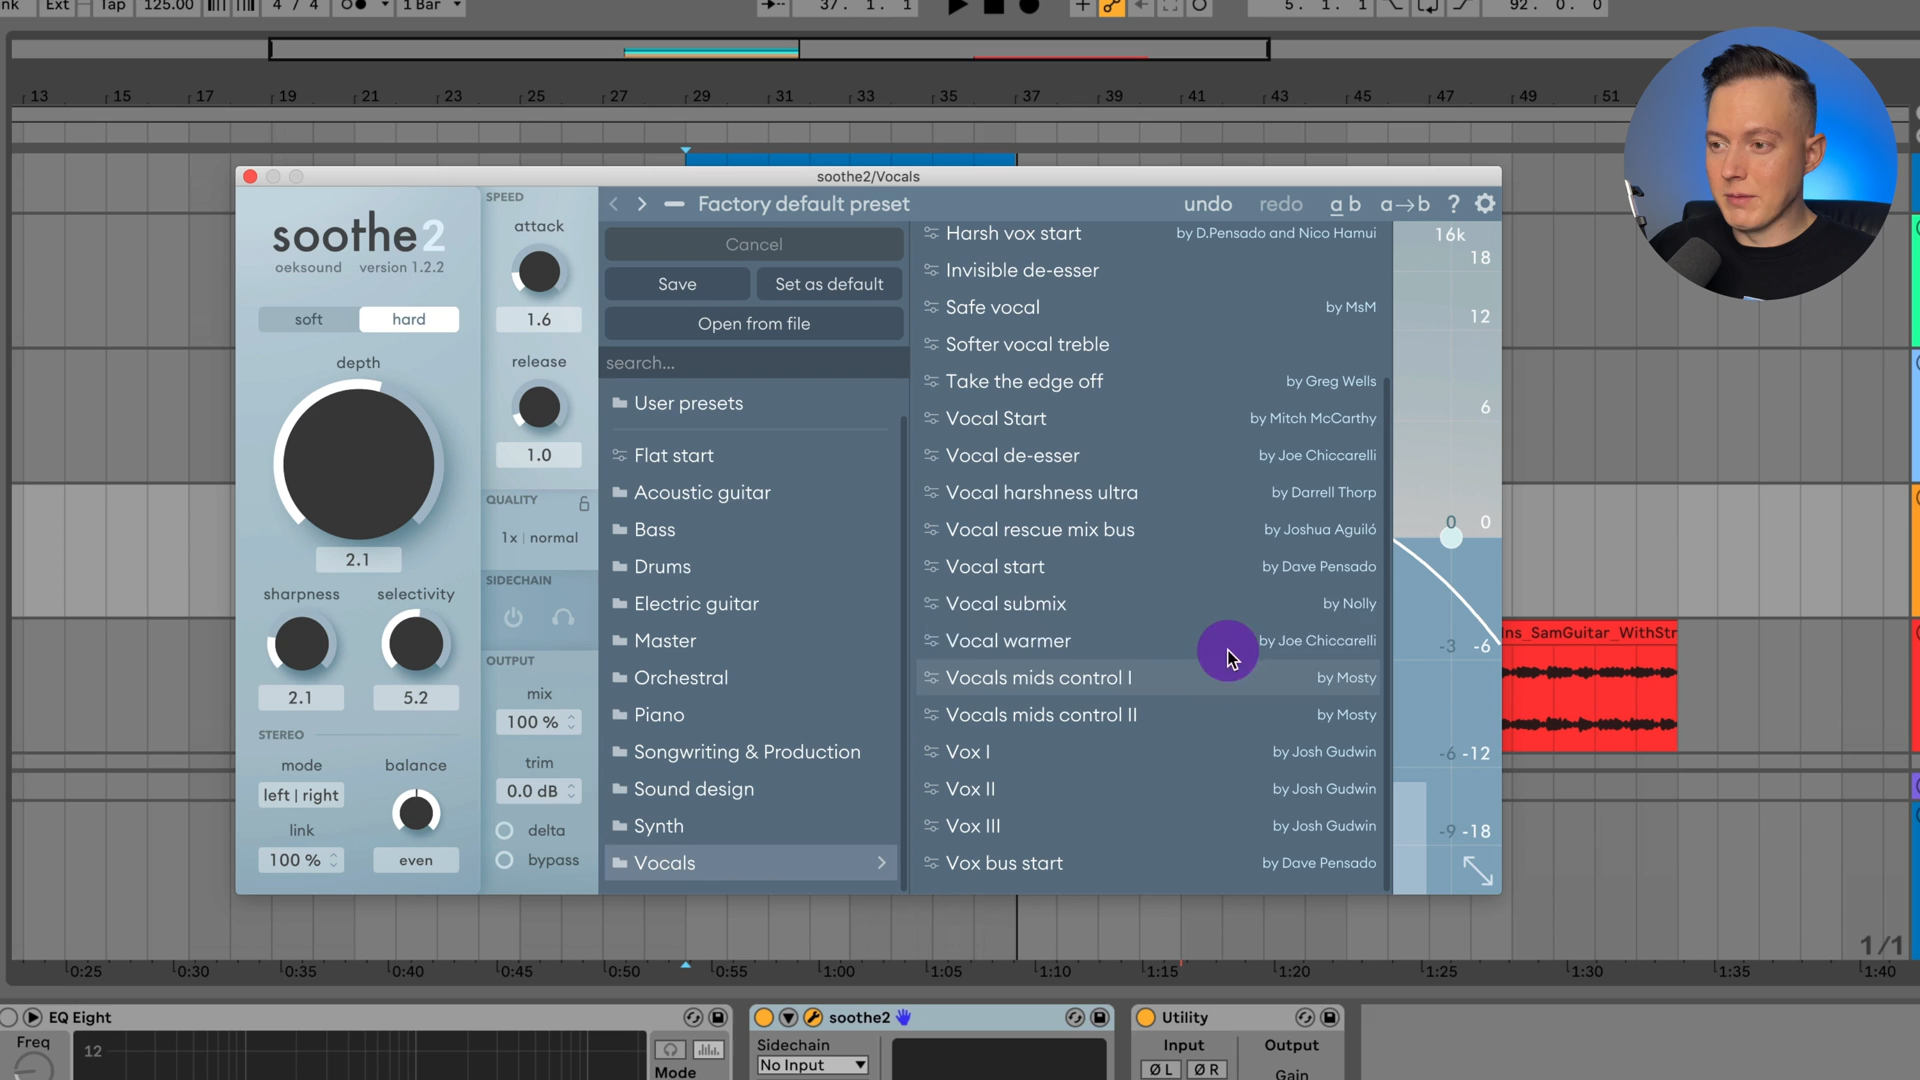 nk Ext Tap 125.00 4 / 4 1 Bar 37. 1. 1 5. 1. 1 92. 0. 0
13 15 17 19 21 23 25 27 29 31 33 35 37 39 41 43 45 47 49 51
soothe2/Vocals
soothe2
oeksound version 1.2.2
soft hard
depth
2.1
sharpness selectivity
2.1 5.2
STEREO
mode balance
left | right
link
100 % even
SPEED
attack
1.6
release
1.0
QUALITY
1x | normal
SIDECHAIN
OUTPUT
mix
100 %
trim
0.0 dB
delta
bypass
Factory default preset undo redo a b a→b ?
Cancel
Save Set as default
Open from file
search...
User presets
Flat start
Acoustic guitar
Bass
Drums
Electric guitar
Master
Orchestral
Piano
Songwriting & Production
Sound design
Synth
Vocals
Harsh vox start by D.Pensado and Nico Hamui
Invisible de-esser
Safe vocal by MsM
Softer vocal treble
Take the edge off by Greg Wells
Vocal Start by Mitch McCarthy
Vocal de-esser by Joe Chiccarelli
Vocal harshness ultra by Darrell Thorp
Vocal rescue mix bus by Joshua Aguiló
Vocal start by Dave Pensado
Vocal submix by Nolly
Vocal warmer by Joe Chiccarelli
Vocals mids control I by Mosty
Vocals mids control II by Mosty
Vox I by Josh Gudwin
Vox II by Josh Gudwin
Vox III by Josh Gudwin
Vox bus start by Dave Pensado
16k
18
12
6
0 0
-3 -6
-6 -12
-9 -18
Ins_SamGuitar_WithStr
1/1
0:25 0:30 0:35 0:40 0:45 0:50 0:55 1:00 1:05 1:10 1:15 1:20 1:25 1:30 1:35 1:40
EQ Eight
Freq
12
Mode
soothe2
Sidechain
No Input
Utility
Input Output
Ø L Ø R Gain